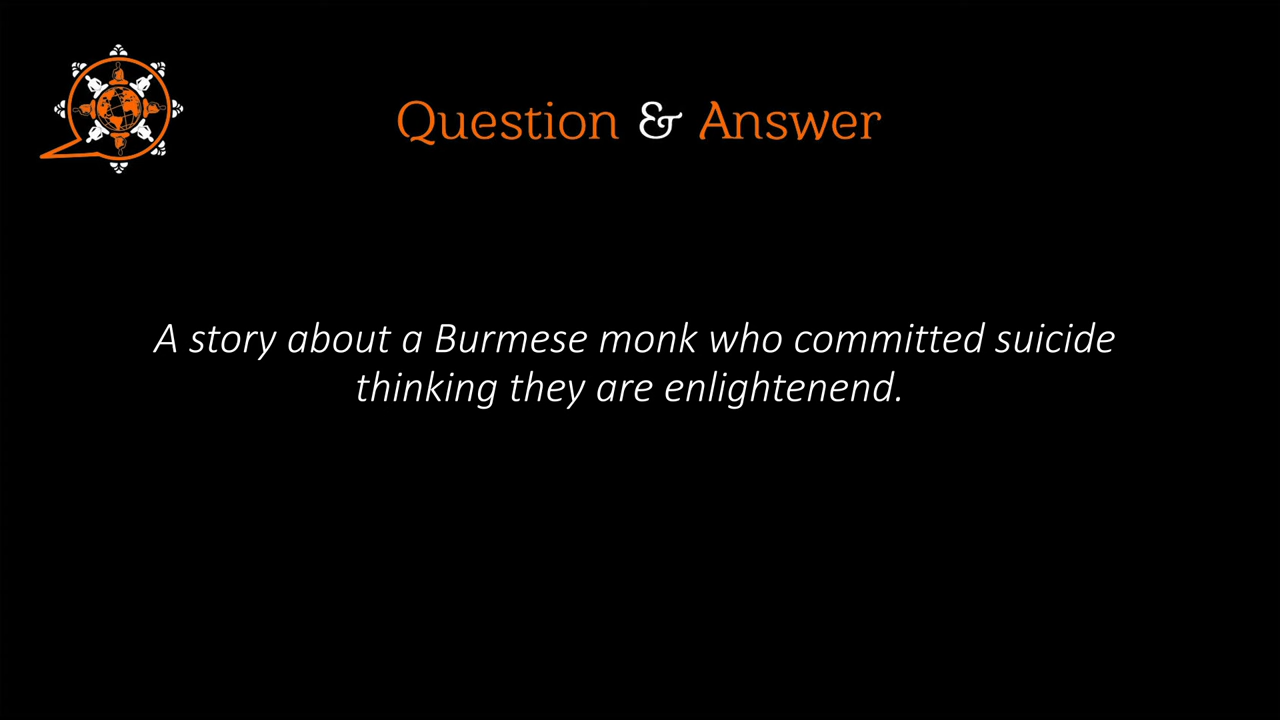 Question & Answer
A story about a Burmese monk who committed suicide
thinking they are enlightenend.